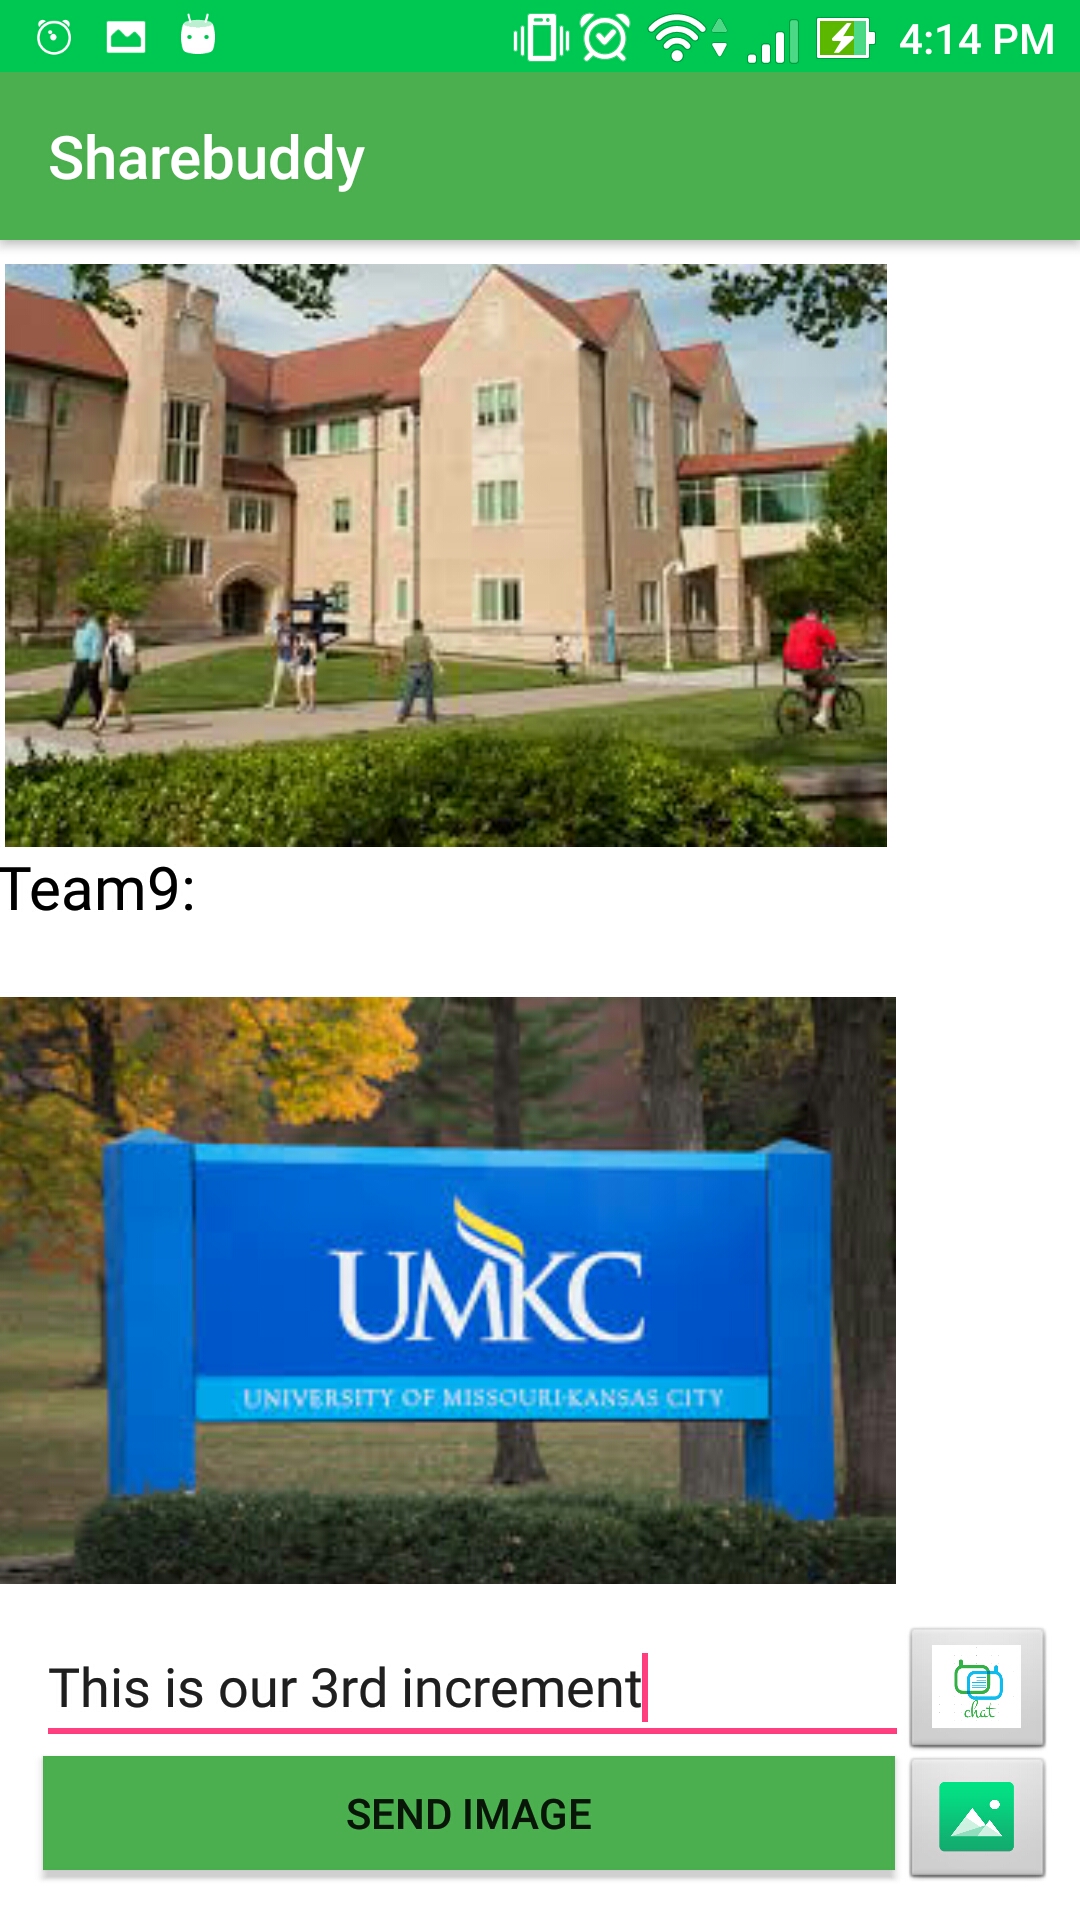 4:14 PM
Sharebuddy
Team9:
UMKC
UNIVERSITY OF MISSOURI-KANSAS CITY
This is our 3rd increment
chat
SEND IMAGE